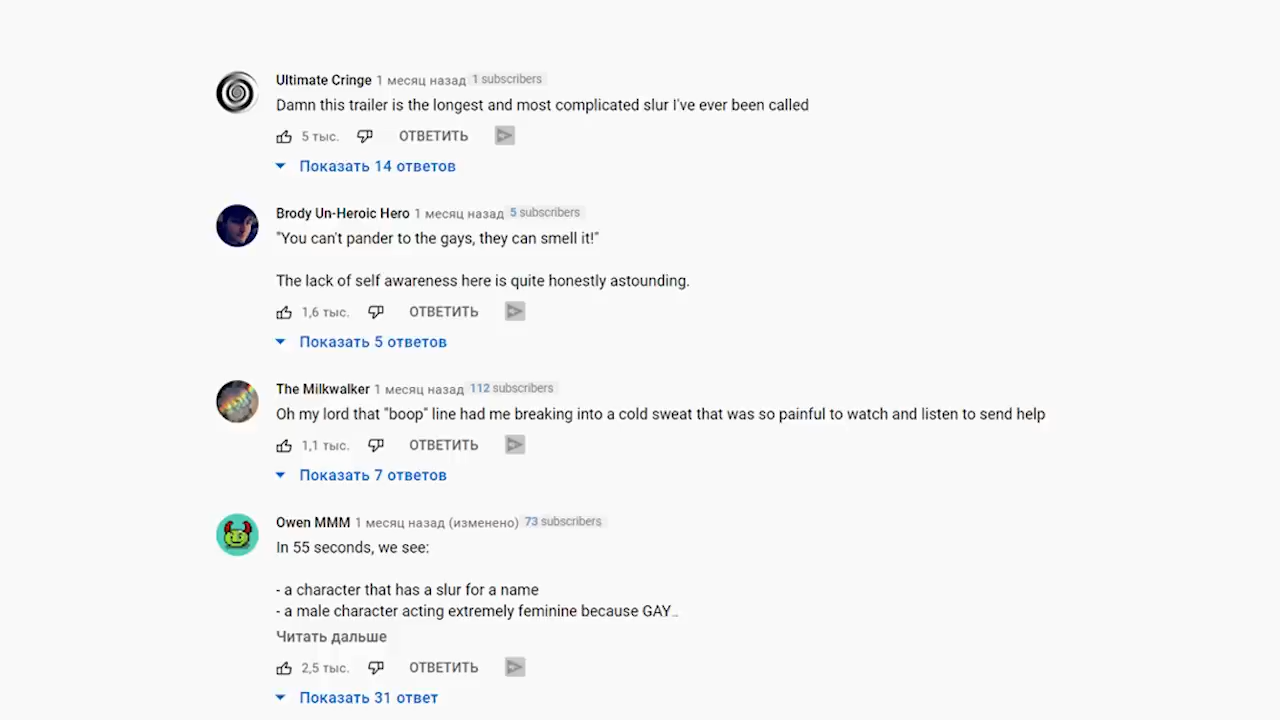 Ultimate Cringe 1 месяц назад 1 subscribers
Damn this trailer is the longest and most complicated slur I've ever been called
5 тыс. ОТВЕТИТЬ
Показать 14 ответов
Brody Un-Heroic Hero 1 месяц назад 5 subscribers
"You can't pander to the gays, they can smell it!"
The lack of self awareness here is quite honestly astounding.
1,6 тыс. ОТВЕТИТЬ
Показать 5 ответов
The Milkwalker 1 месяц назад 112 subscribers
Oh my lord that "boop" line had me breaking into a cold sweat that was so painful to watch and listen to send help
1,1 тыс. ОТВЕТИТЬ
Показать 7 ответов
Owen MMM 1 месяц назад (изменено) 73 subscribers
In 55 seconds, we see:
- a character that has a slur for a name
- a male character acting extremely feminine because GAY...
Читать дальше
2,5 тыс. ОТВЕТИТЬ
Показать 31 ответ